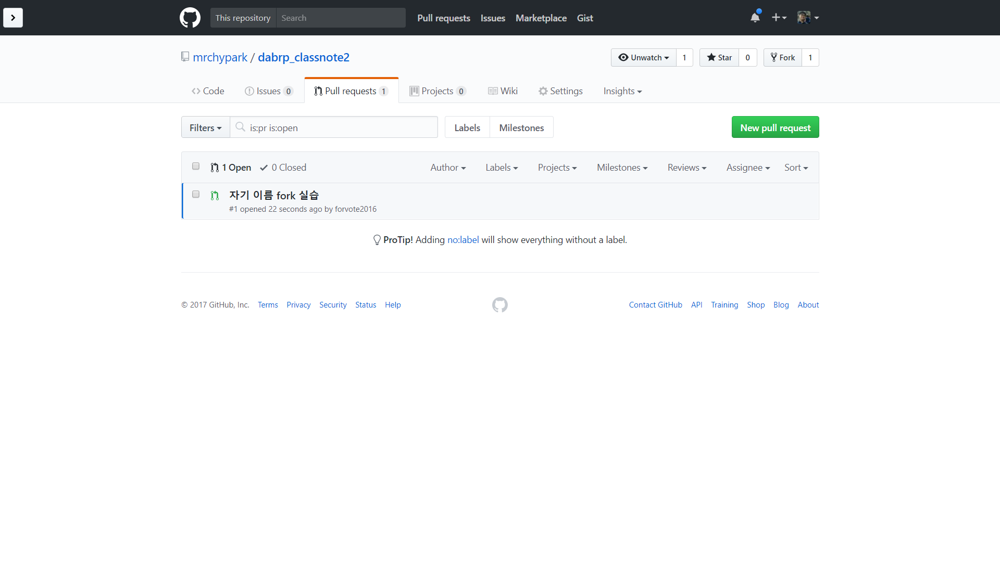 This repository Search Pull requests Issues Marketplace Gist
mrchypark / dabrp_classnote2 Unwatch 1 Star 0 Fork 1
Code Issues 0 Pull requests 1 Projects 0 Wiki Settings Insights
Filters is:pr is:open Labels Milestones New pull request
1 Open 0 Closed Author Labels Projects Milestones Reviews Assignee Sort
자기 이름 fork 실습
#1 opened 22 seconds ago by forvote2016
ProTip! Adding no:label will show everything without a label.
© 2017 GitHub, Inc. Terms Privacy Security Status Help Contact GitHub API Training Shop Blog About